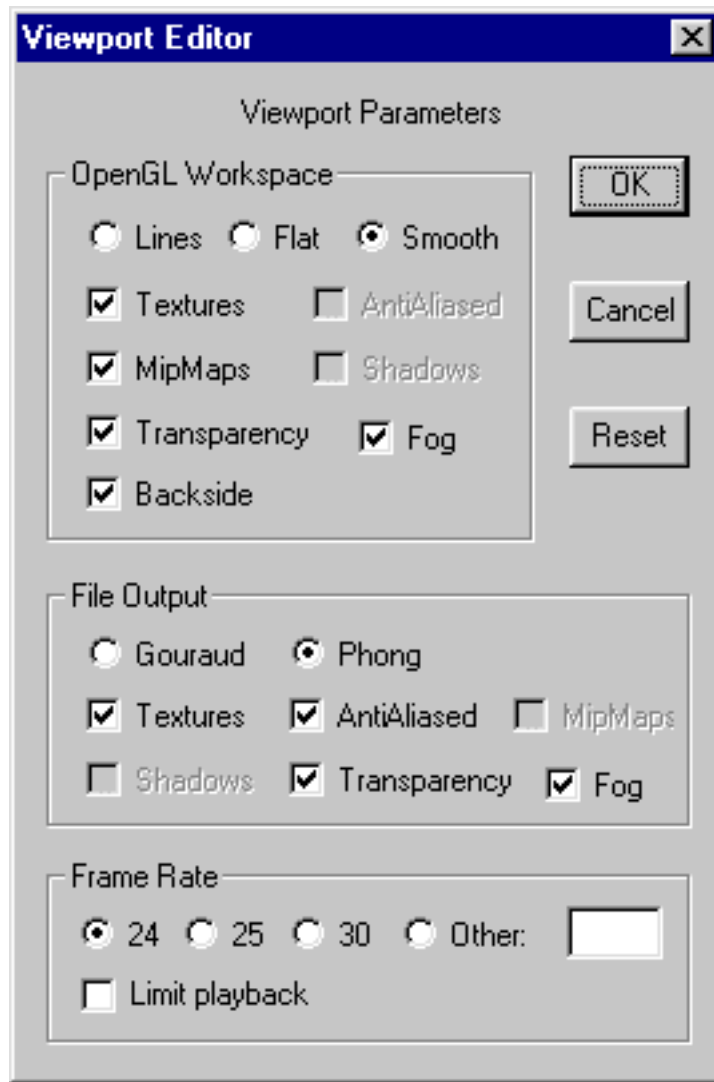 Viewport Editor
Viewport Parameters
OpenGL Workspace
OK
Lines Flat Smooth
Textures AntiAliased
Cancel
MipMaps Shadows
Transparency Fog
Reset
Backside
File Output
Gouraud Phong
Textures AntiAliased MipMaps
Shadows Transparency Fog
Frame Rate
24 25 30 Other:
Limit playback